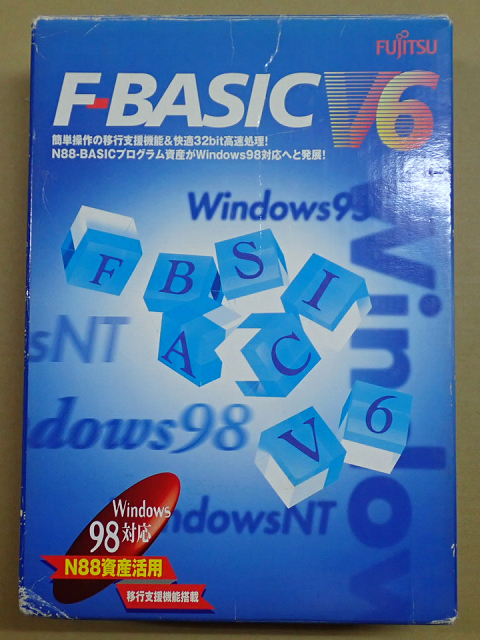 FUJITSU
F-BASIC V6
簡単操作の移行支援機能&快適32bit高速処理!
N88-BASICプログラム資産がWindows98対応へと発展!
Windows95
Window
F B S I
A C
V 6
sNT
dows98
ndowsNT
Windows
98対応
N88資産活用
移行支援機能搭載